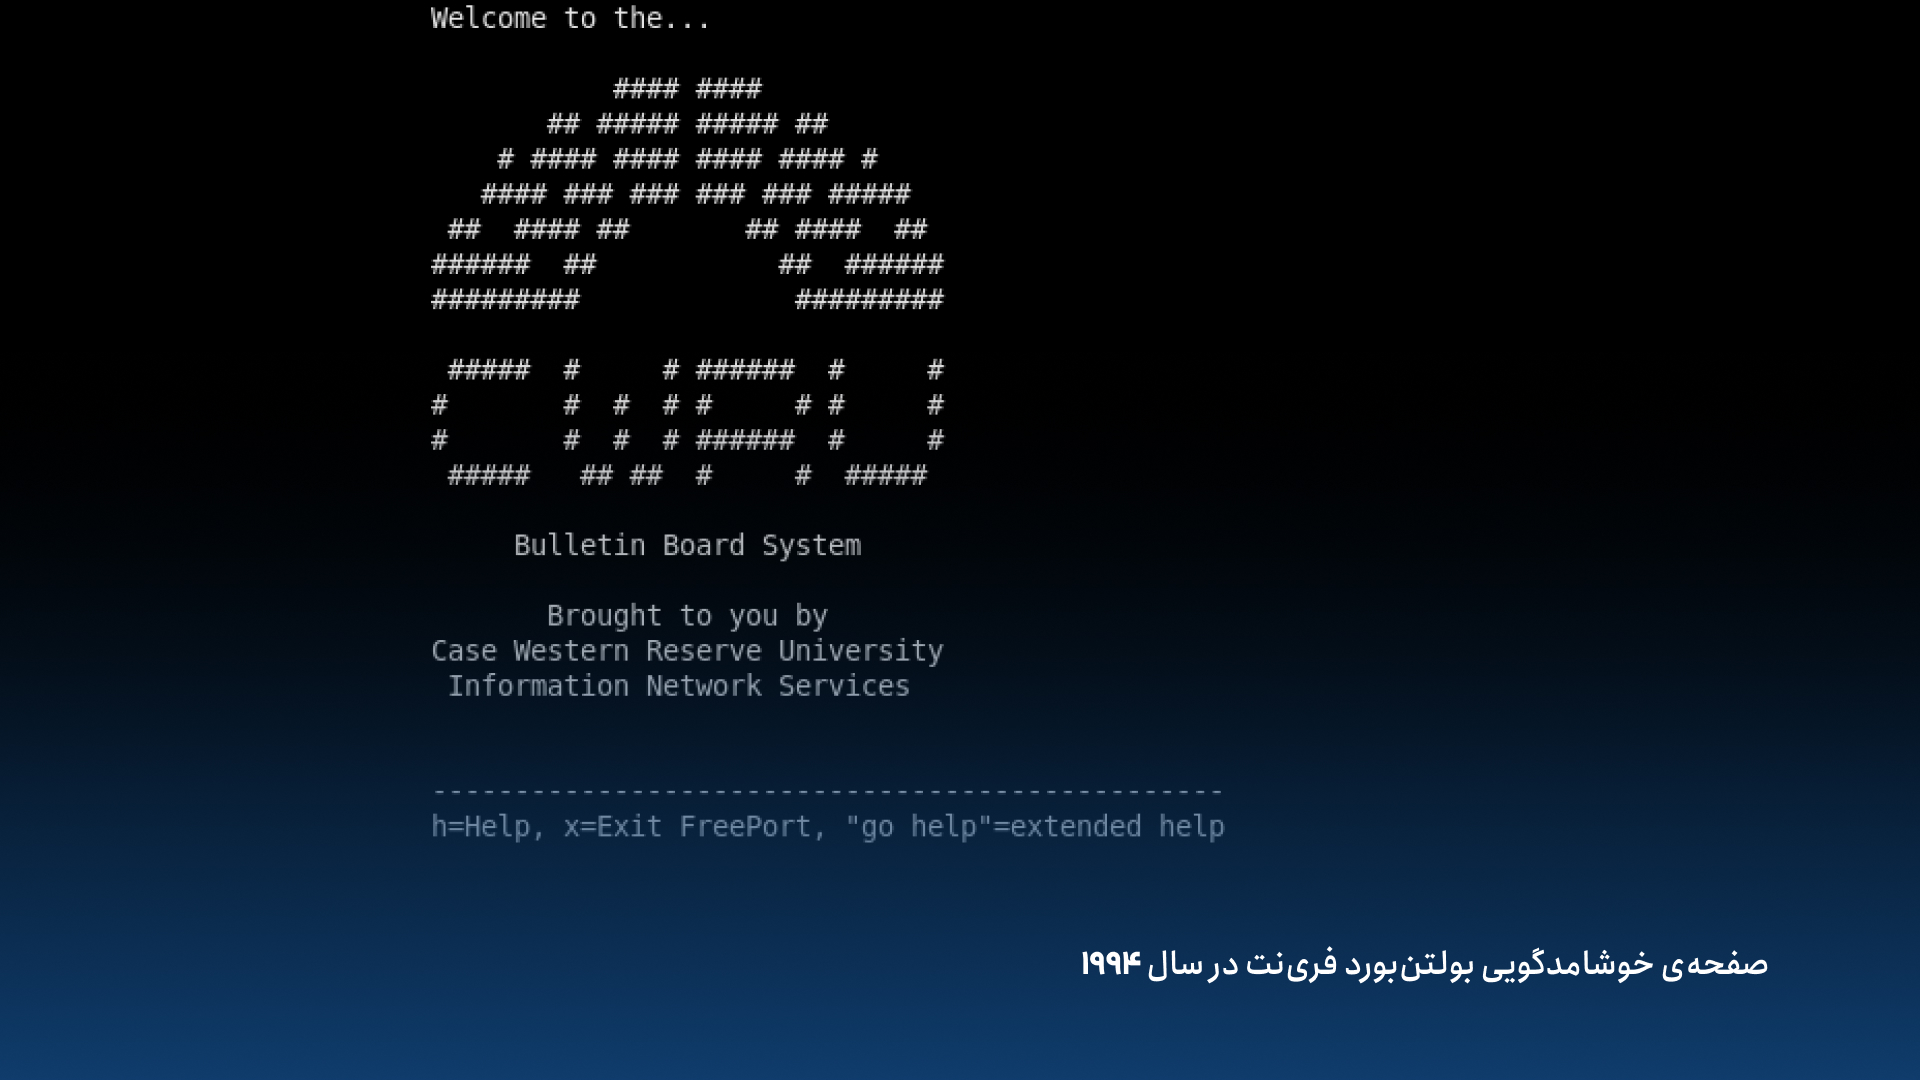 Welcome to the...
#### ####
## ##### ##### ##
# #### #### #### #### #
#### ### ### ### ### #####
##  #### ##       ## ####  ##
######  ##           ##  ######
#########             #########
#####  #     # ######  #     #
#       #  #  # #     # #     #
#       #  #  # ######  #     #
#####   ## ##  #     #  #####
Bulletin Board System
Brought to you by
Case Western Reserve University
Information Network Services
------------------------------------------------
h=Help, x=Exit FreePort, "go help"=extended help
صفحه‌ی خوشامدگویی بولتن‌بورد فری‌نت در سال ۱۹۹۴